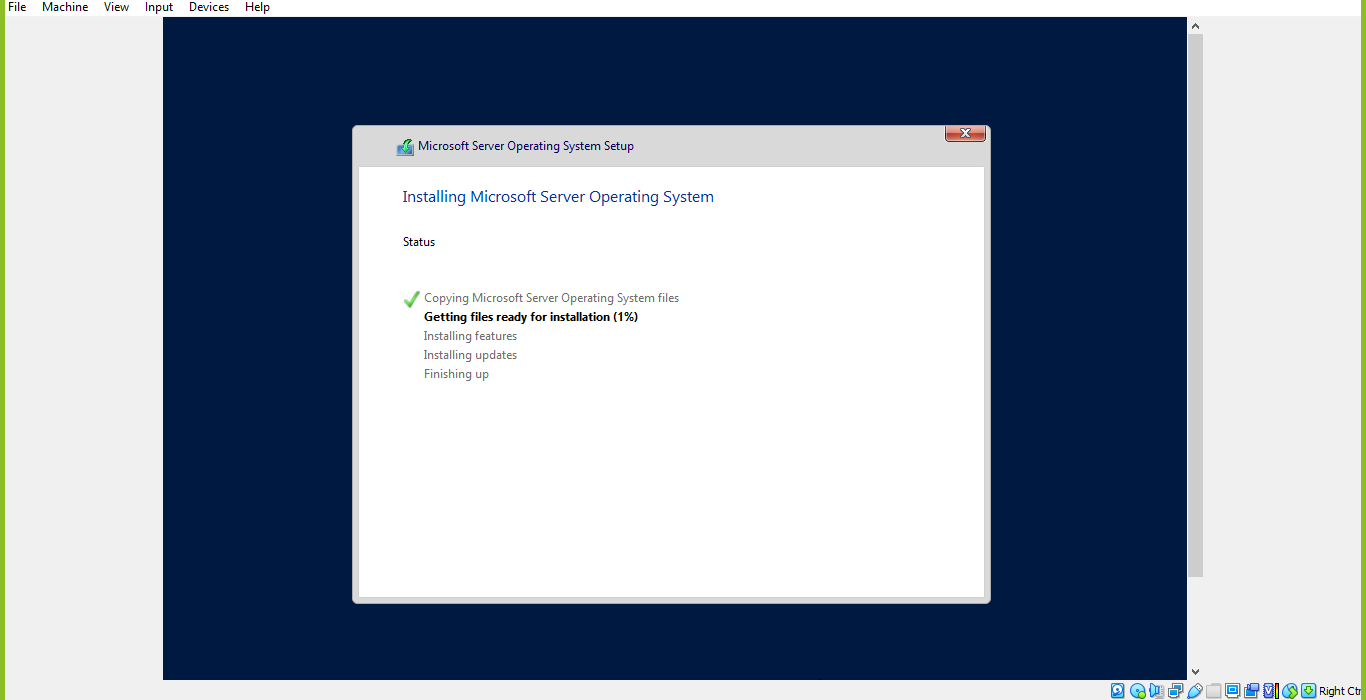 File Machine View Input Devices Help
Microsoft Server Operating System Setup
Installing Microsoft Server Operating System
Status
Copying Microsoft Server Operating System files
Getting files ready for installation (1%)
Installing features
Installing updates
Finishing up
Right Ctr